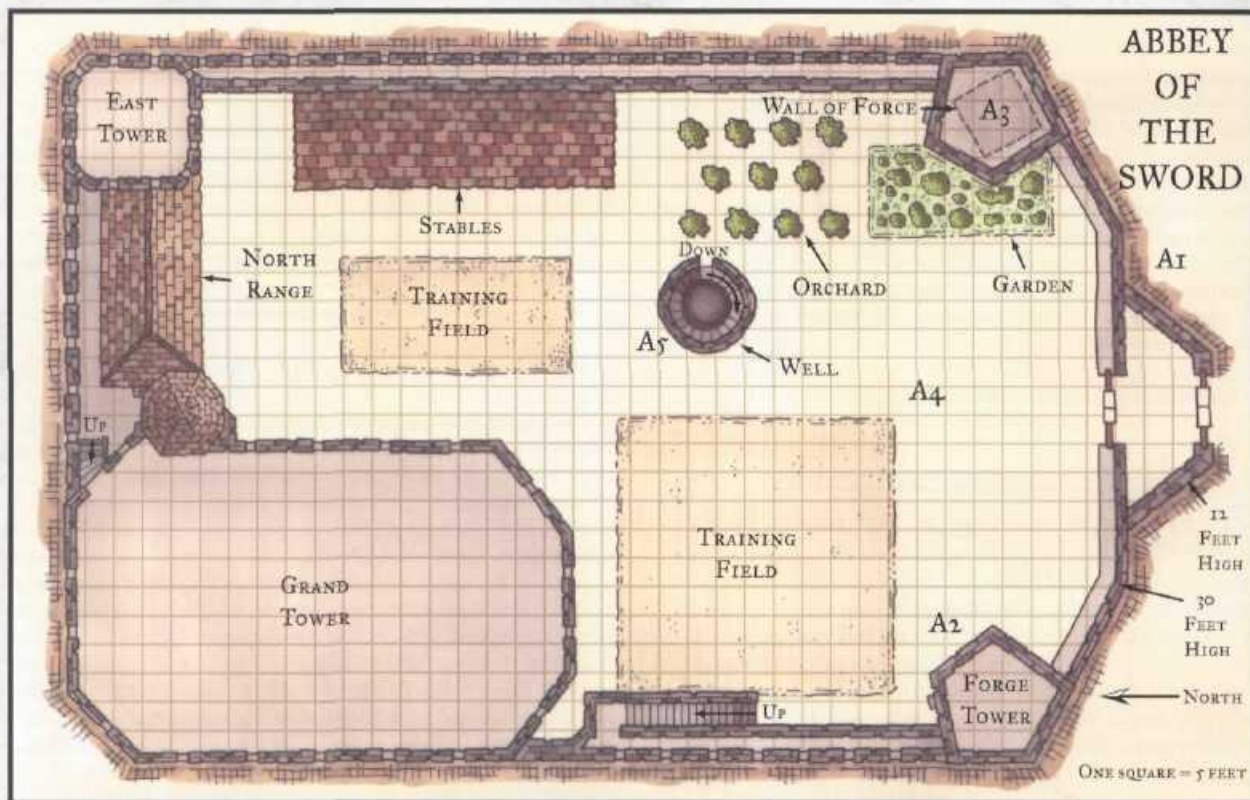 ABBEY
OF
THE
SWORD
EAST
TOWER
WALL OF FORCE
A3
STABLES
NORTH
RANGE
TRAINING
FIELD
DOWN
ORCHARD
GARDEN
A1
A5
WELL
A4
UP
GRAND
TOWER
TRAINING
FIELD
12
FEET
HIGH
30
FEET
HIGH
A2
FORGE
TOWER
NORTH
UP
ONE SQUARE = 5 FEET